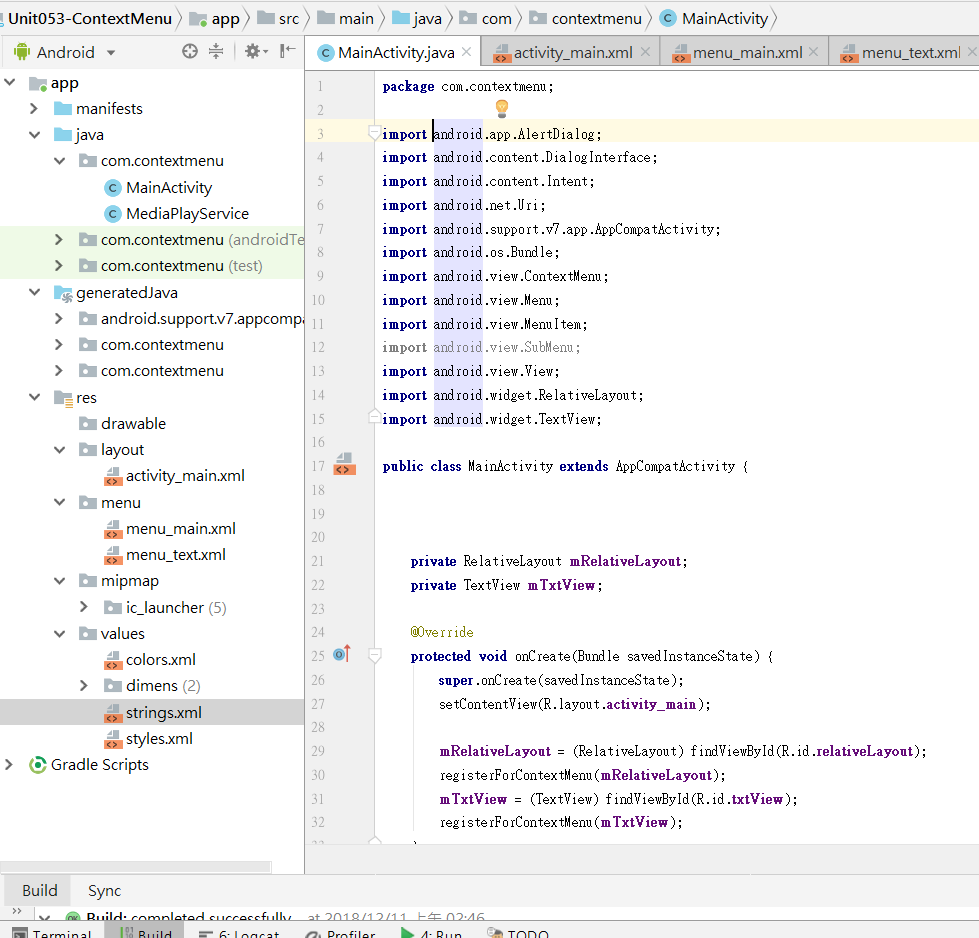 Unit053-ContextMenu app src main java com contextmenu MainActivity
Android
MainActivity.java activity_main.xml menu_main.xml menu_text.xml
app
manifests
java
com.contextmenu
MainActivity
MediaPlayService
com.contextmenu (androidTe
com.contextmenu (test)
generatedJava
android.support.v7.appcompa
com.contextmenu
com.contextmenu
res
drawable
layout
activity_main.xml
menu
menu_main.xml
menu_text.xml
mipmap
ic_launcher (5)
values
colors.xml
dimens (2)
strings.xml
styles.xml
Gradle Scripts
1 package com.contextmenu;
2
3 import android.app.AlertDialog;
4 import android.content.DialogInterface;
5 import android.content.Intent;
6 import android.net.Uri;
7 import android.support.v7.app.AppCompatActivity;
8 import android.os.Bundle;
9 import android.view.ContextMenu;
10 import android.view.Menu;
11 import android.view.MenuItem;
12 import android.view.SubMenu;
13 import android.view.View;
14 import android.widget.RelativeLayout;
15 import android.widget.TextView;
16
17 public class MainActivity extends AppCompatActivity {
18
19
20
21 private RelativeLayout mRelativeLayout;
22 private TextView mTxtView;
23
24 @Override
25 protected void onCreate(Bundle savedInstanceState) {
26 super.onCreate(savedInstanceState);
27 setContentView(R.layout.activity_main);
28
29 mRelativeLayout = (RelativeLayout) findViewById(R.id.relativeLayout);
30 registerForContextMenu(mRelativeLayout);
31 mTxtView = (TextView) findViewById(R.id.txtView);
32 registerForContextMenu(mTxtView);
Build Sync
Build: completed successfully at 2018/12/11 上午 02:46
Terminal Build 6: Logcat Profiler 4: Run TODO